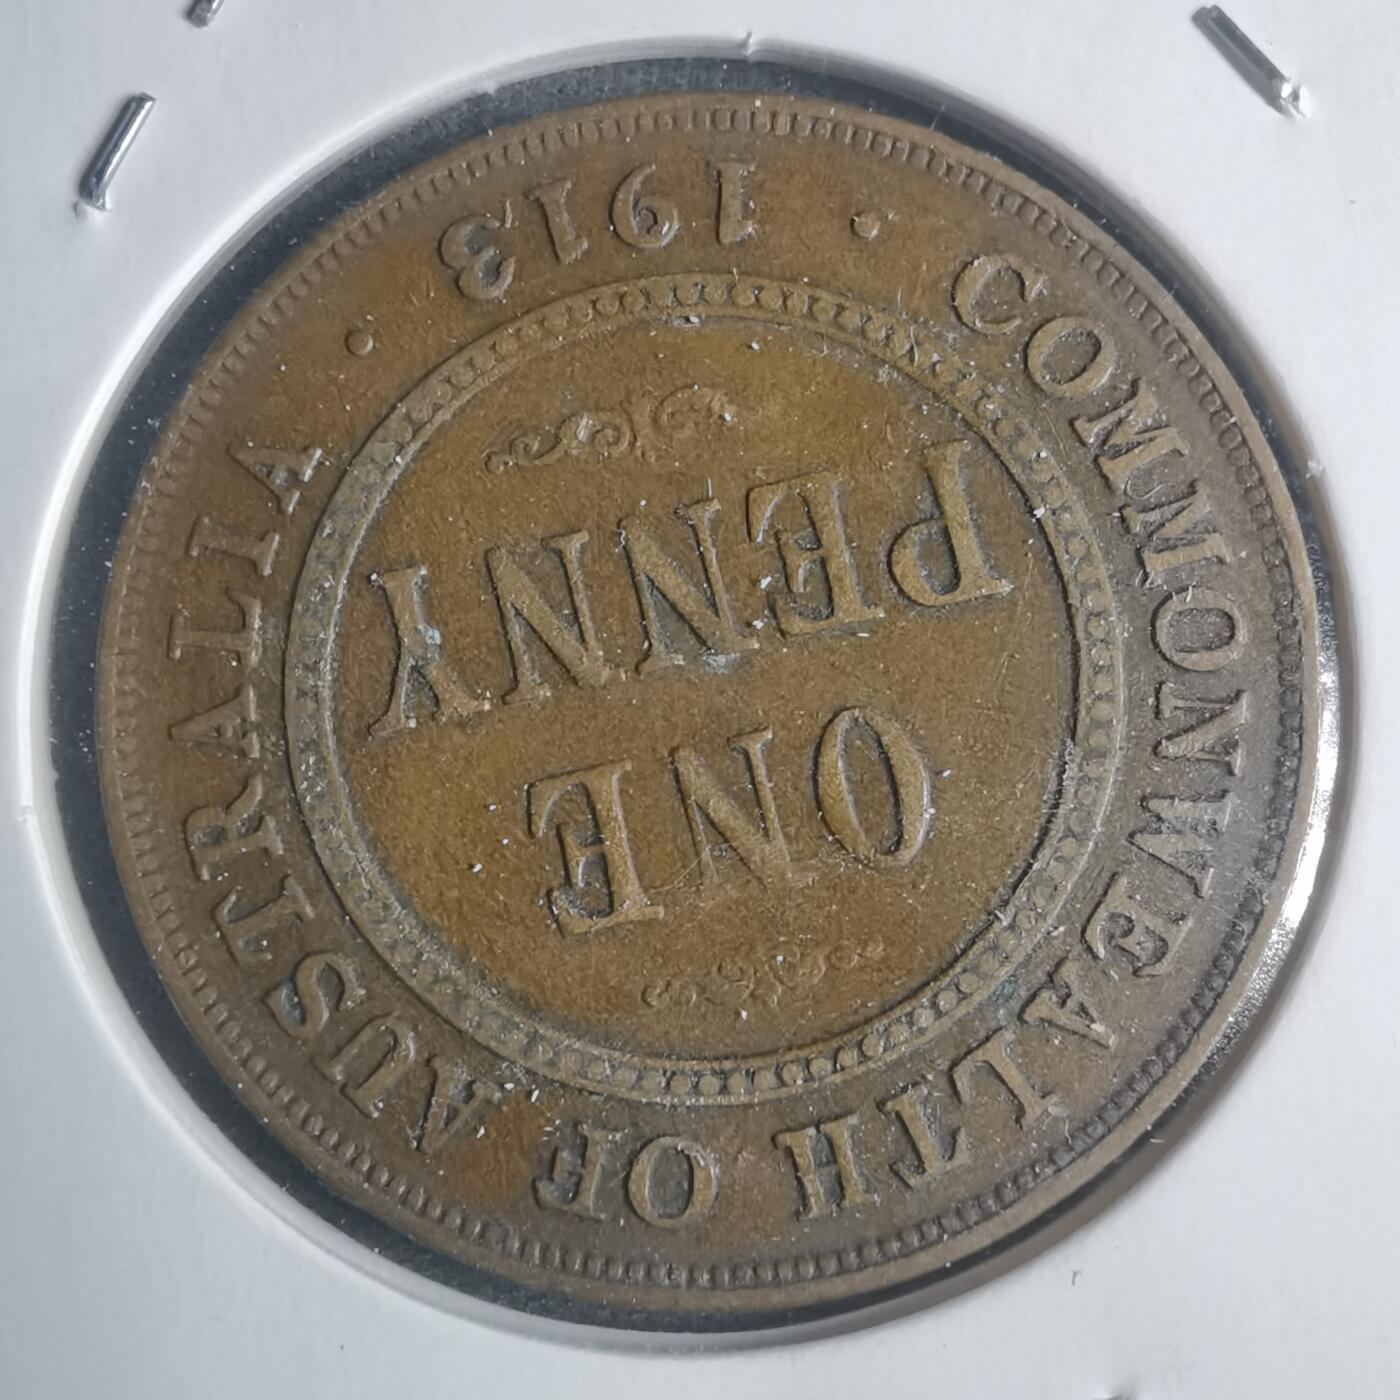 COMMONWEALTH OF AUSTRALIA
ONE
PENNY
· 1913 ·